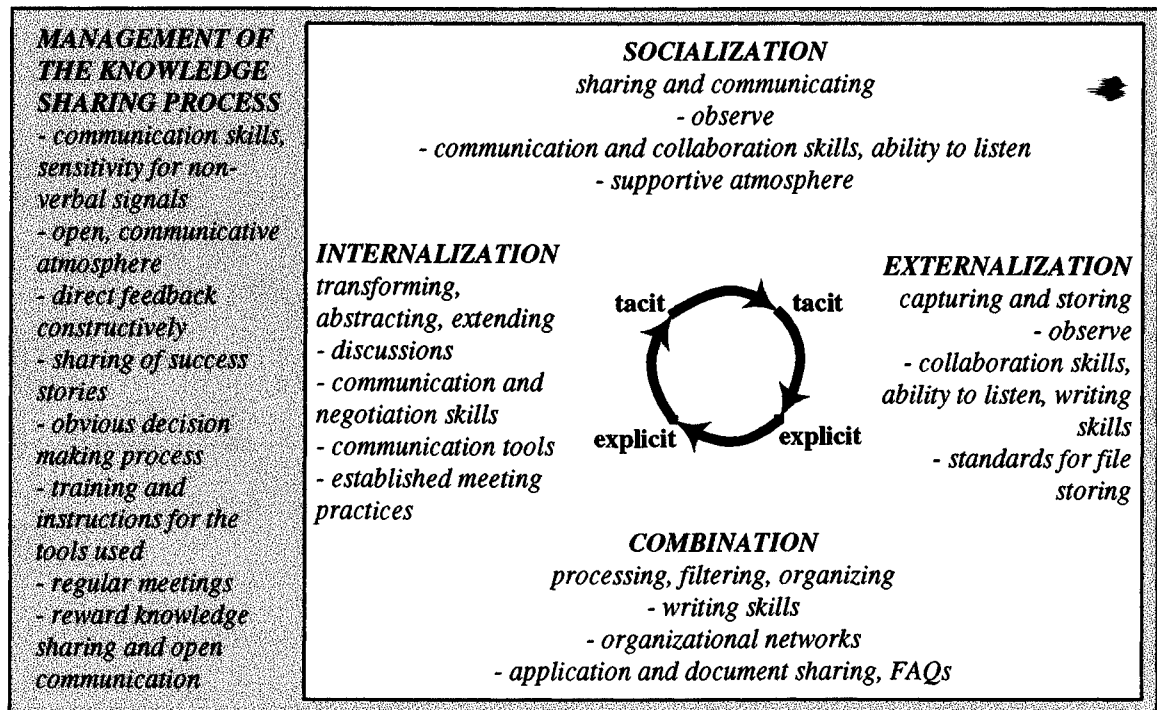 MANAGEMENT OF
THE KNOWLEDGE
SHARING PROCESS
- communication skills,
sensitivity for non-
verbal signals
- open, communicative
atmosphere
- direct feedback
constructively
- sharing of success
stories
- obvious decision
making process
- training and
instructions for the
tools used
- regular meetings
- reward knowledge
sharing and open
communication
SOCIALIZATION
sharing and communicating
- observe
- communication and collaboration skills, ability to listen
- supportive atmosphere
INTERNALIZATION
transforming,
abstracting, extending
- discussions
- communication and
negotiation skills
- communication tools
- established meeting
practices
tacit
tacit
explicit
explicit
EXTERNALIZATION
capturing and storing
- observe
- collaboration skills,
ability to listen, writing
skills
- standards for file
storing
COMBINATION
processing, filtering, organizing
- writing skills
- organizational networks
- application and document sharing, FAQs